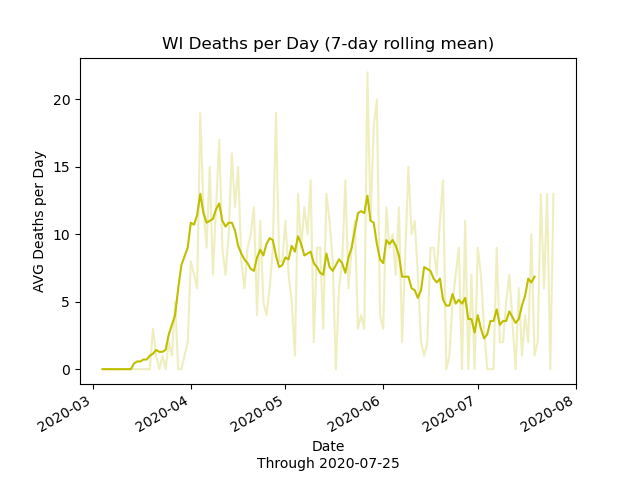 WI Deaths per Day (7-day rolling mean)
AVG Deaths per Day
20
15
10
5
0
2020-03
2020-04
2020-05
2020-06
2020-07
2020-08
Date
Through 2020-07-25